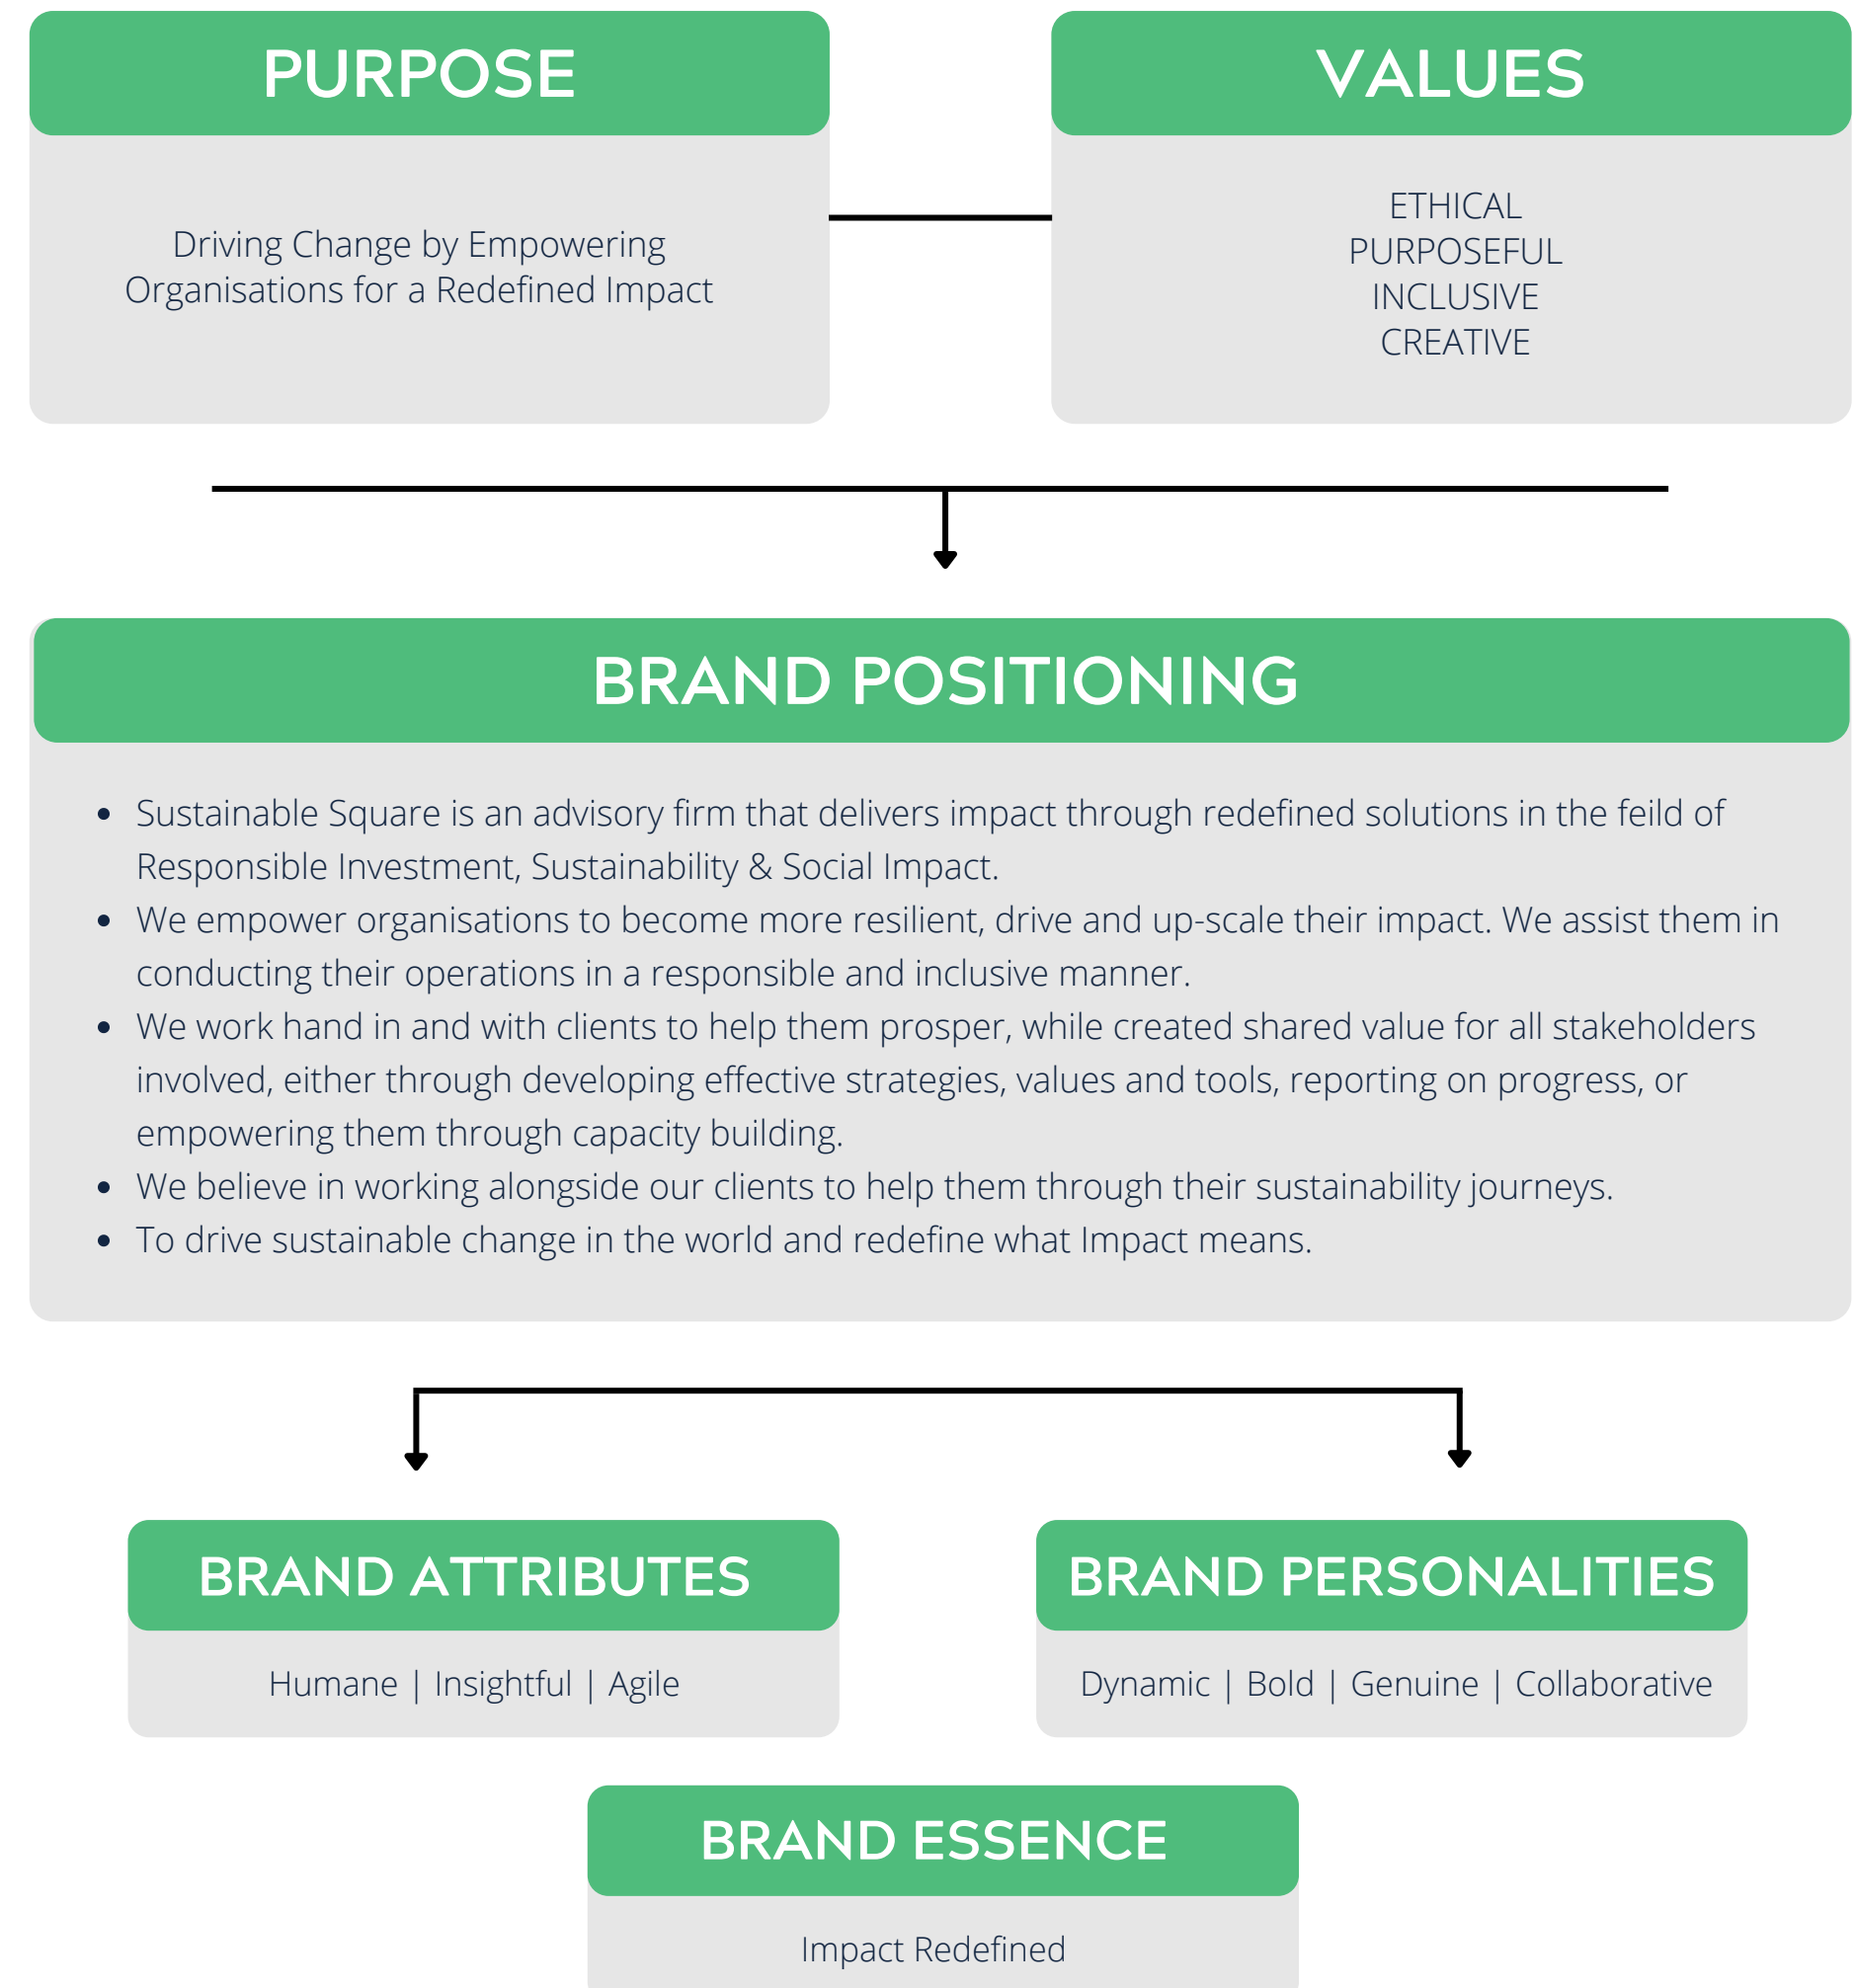 PURPOSE
Driving Change by Empowering
Organisations for a Redefined Impact
VALUES
ETHICAL
PURPOSEFUL
INCLUSIVE
CREATIVE
BRAND POSITIONING
• Sustainable Square is an advisory firm that delivers impact through redefined solutions in the feild of
Responsible Investment, Sustainability & Social Impact.
• We empower organisations to become more resilient, drive and up-scale their impact. We assist them in
conducting their operations in a responsible and inclusive manner.
• We work hand in and with clients to help them prosper, while created shared value for all stakeholders
involved, either through developing effective strategies, values and tools, reporting on progress, or
empowering them through capacity building.
• We believe in working alongside our clients to help them through their sustainability journeys.
• To drive sustainable change in the world and redefine what Impact means.
BRAND ATTRIBUTES
Humane | Insightful | Agile
BRAND PERSONALITIES
Dynamic | Bold | Genuine | Collaborative
BRAND ESSENCE
Impact Redefined